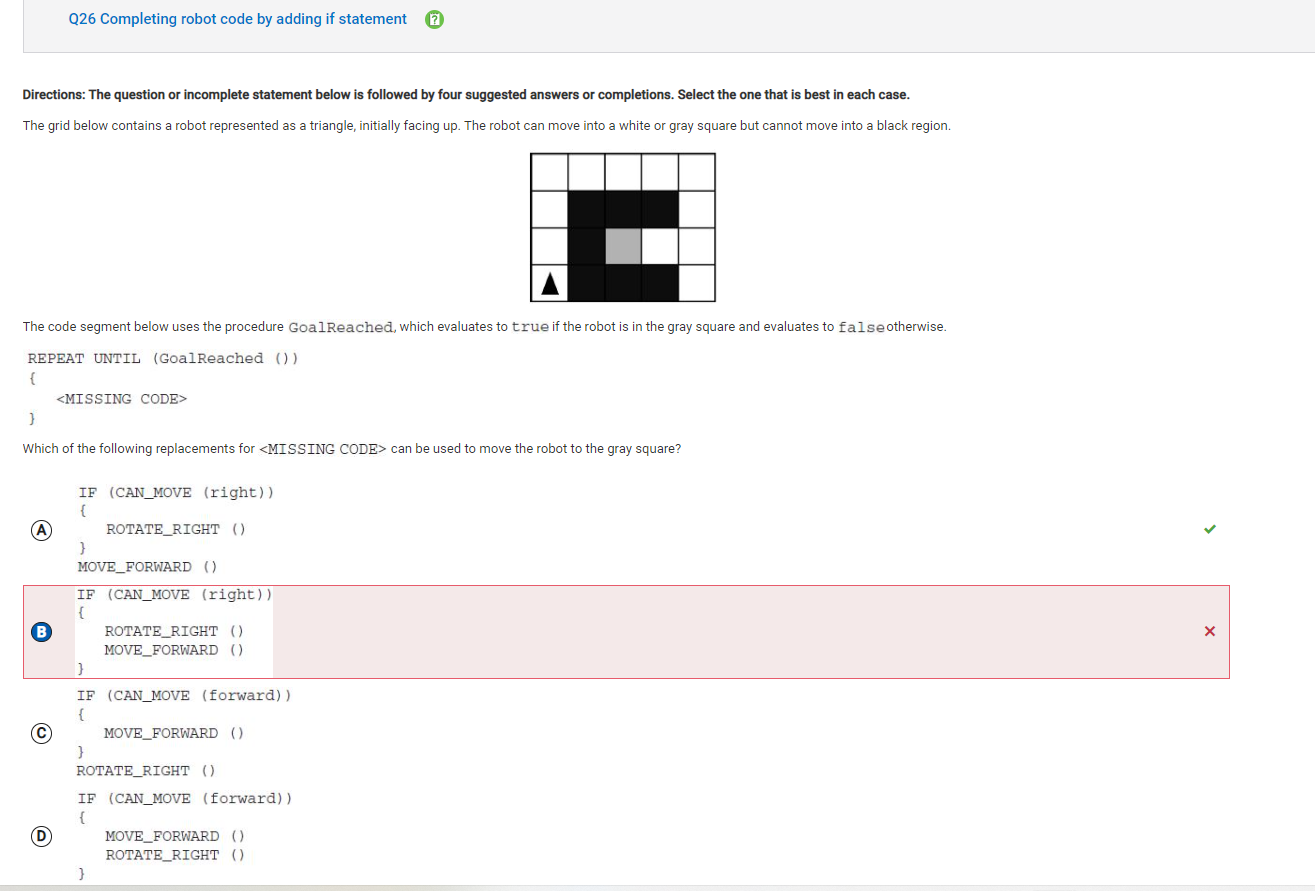 Q26 Completing robot code by adding if statement
Directions: The question or incomplete statement below is followed by four suggested answers or completions. Select the one that is best in each case.
The grid below contains a robot represented as a triangle, initially facing up. The robot can move into a white or gray square but cannot move into a black region.
The code segment below uses the procedure GoalReached, which evaluates to true if the robot is in the gray square and evaluates to false otherwise.
REPEAT UNTIL (GoalReached ())
{
<MISSING CODE>
}
Which of the following replacements for <MISSING CODE> can be used to move the robot to the gray square?
A
IF (CAN_MOVE (right))
{
ROTATE_RIGHT ()
}
MOVE_FORWARD ()
B
IF (CAN_MOVE (right))
{
ROTATE_RIGHT ()
MOVE_FORWARD ()
}
C
IF (CAN_MOVE (forward))
{
MOVE_FORWARD ()
}
ROTATE_RIGHT ()
D
IF (CAN_MOVE (forward))
{
MOVE_FORWARD ()
ROTATE_RIGHT ()
}